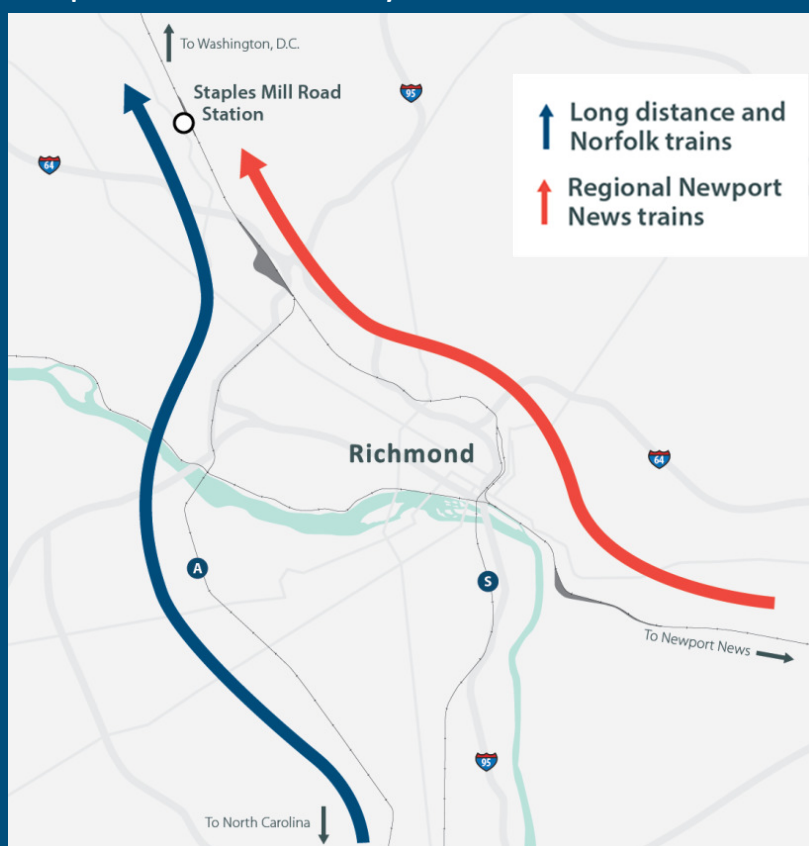 To Washington, D.C.
Staples Mill Road
Station
95
64
Long distance and
Norfolk trains
Regional Newport
News trains
Richmond
64
A
S
To Newport News
95
To North Carolina